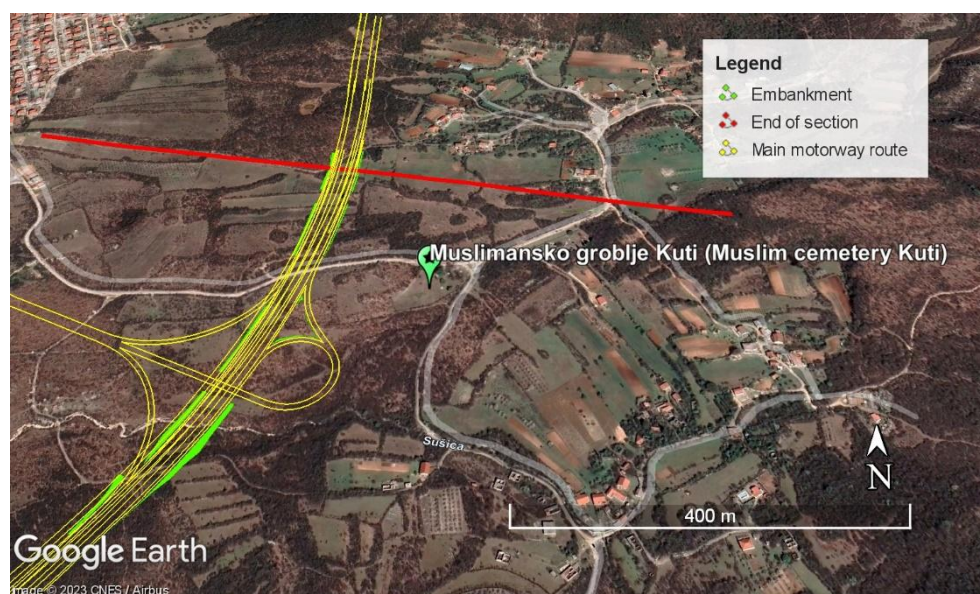 Legend
Embankment
End of section
Main motorway route
Muslimansko groblje Kuti (Muslim cemetery Kuti)
Sušica
N
400 m
Google Earth
Image © 2023 CNES / Airbus